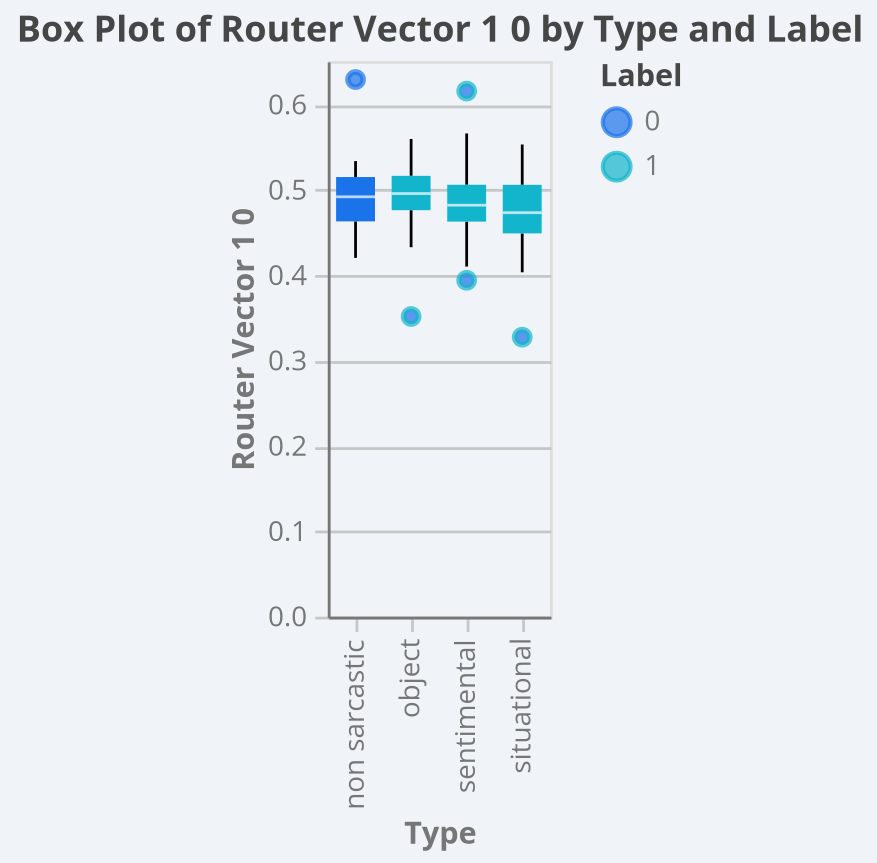 Box Plot of Router Vector 1 0 by Type and Label
Label
0
1
Router Vector 1 0
0.6
0.5
0.4
0.3
0.2
0.1
0.0
non sarcastic
object
sentimental
situational
Type